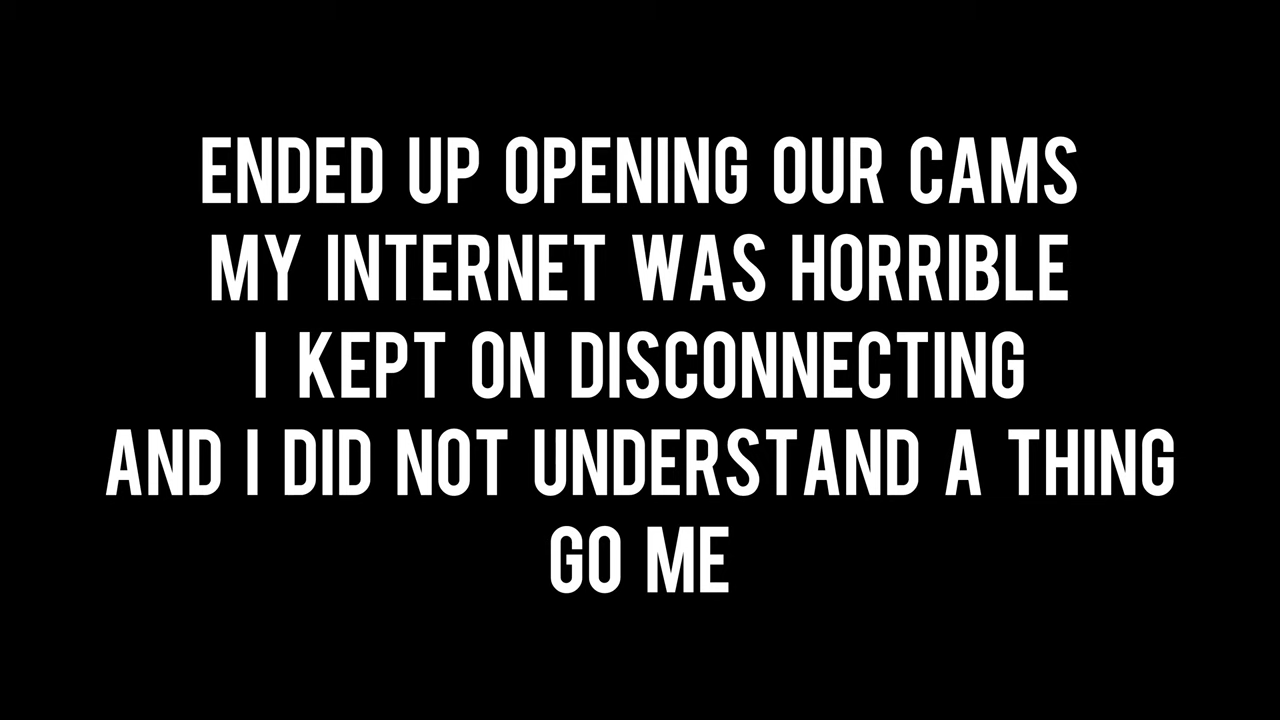 ENDED UP OPENING OUR CAMS
MY INTERNET WAS HORRIBLE
I KEPT ON DISCONNECTING
AND I DID NOT UNDERSTAND A THING
GO ME